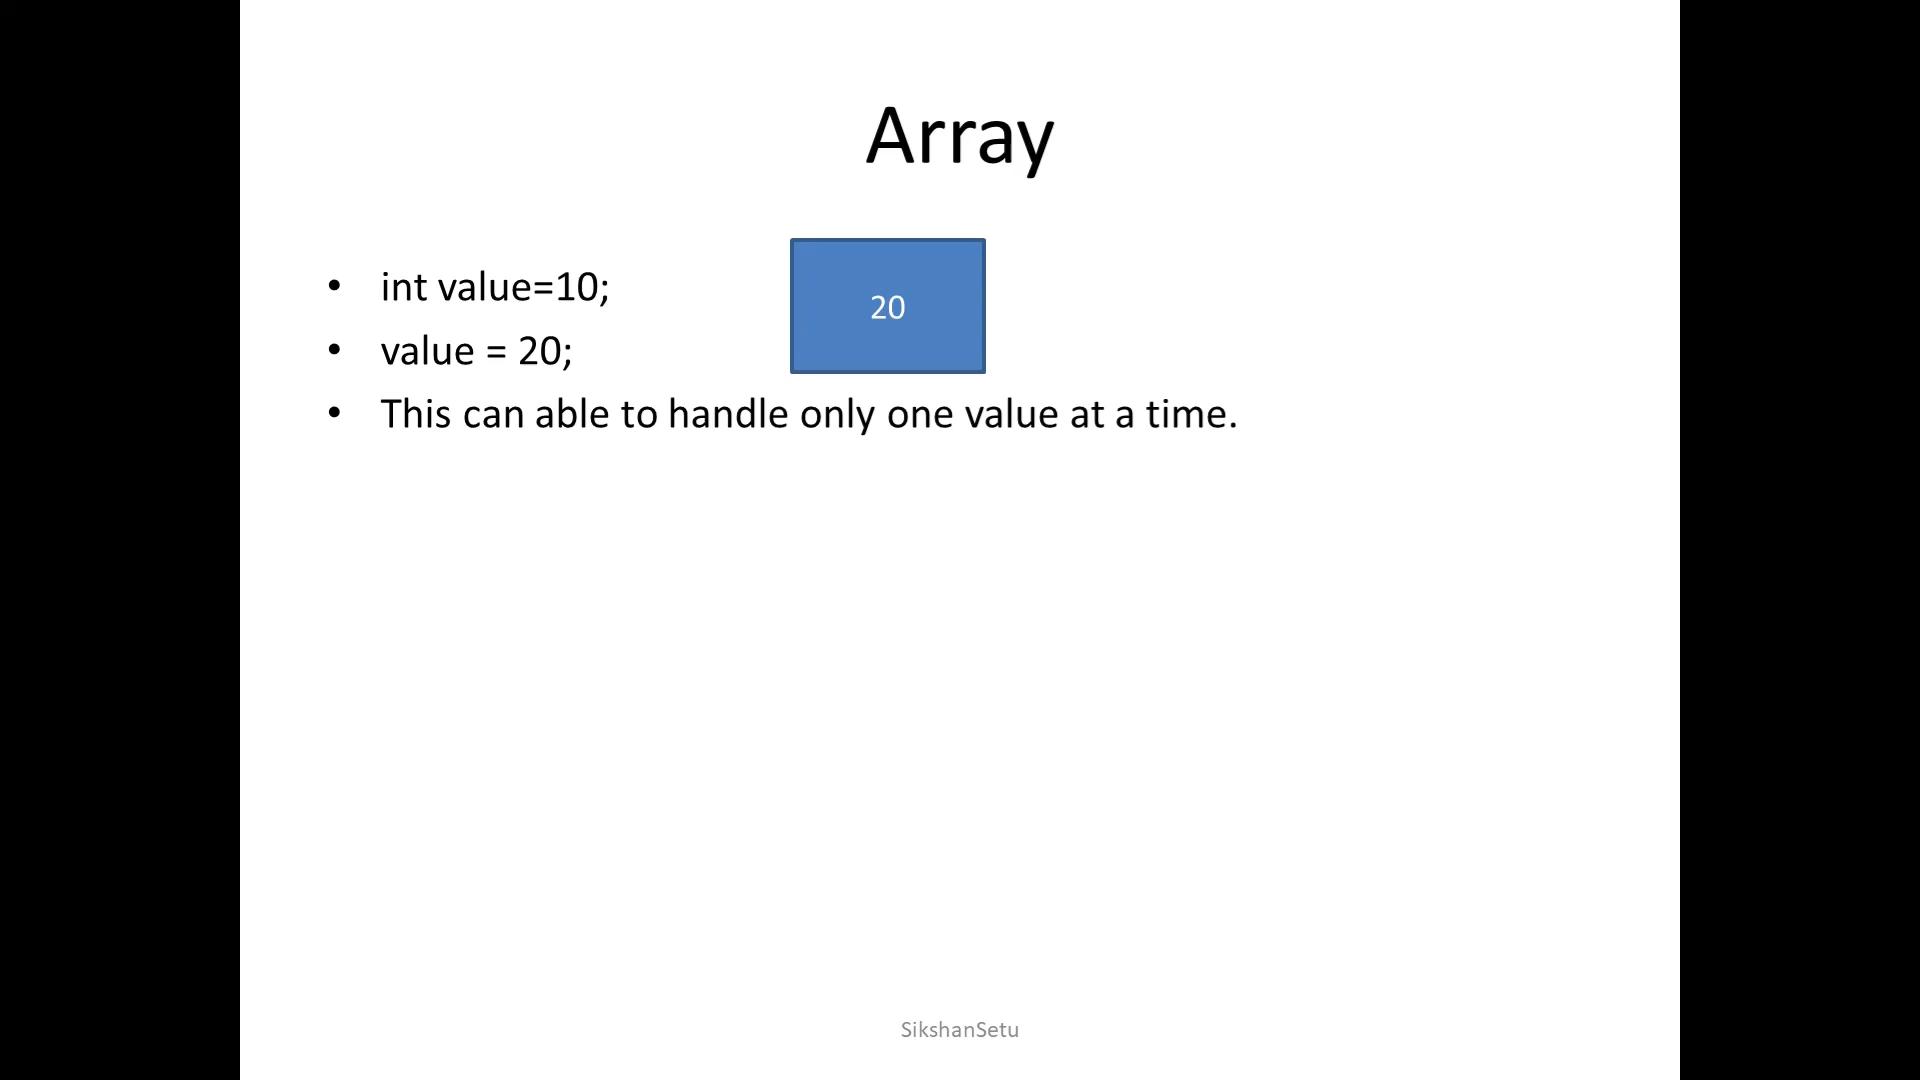 Array
• int value=10;
20
• value = 20;
• This can able to handle only one value at a time.
SikshanSetu